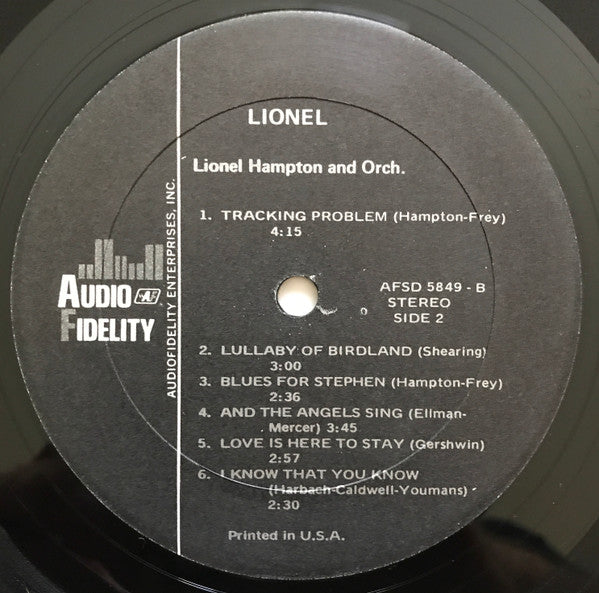 LIONEL
Lionel Hampton and Orch.
1. TRACKING PROBLEM (Hampton-Frey)
4:15
AUDIO
FIDELITY
AUDIOFIDELITY ENTERPRISES, INC.
AFSD 5849 - B
STEREO
SIDE 2
2. LULLABY OF BIRDLAND (Shearing)
3:00
3. BLUES FOR STEPHEN (Hampton-Frey)
2:36
4. AND THE ANGELS SING (Ellman-
Mercer) 3:45
5. LOVE IS HERE TO STAY (Gershwin)
2:57
6. I KNOW THAT YOU KNOW
(Harbach-Caldwell-Youmans)
2:30
Printed in U.S.A.